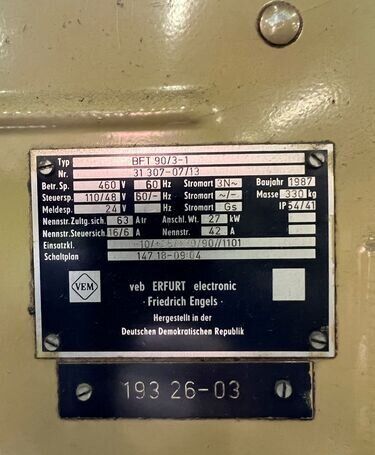 Typ BFT 90/3-1
Nr. 31 307-07/13
Betr. Sp. 460 V 60 Hz Stromart 3N~ Baujahr 1987
Steuersp. 110/48 V 60/- Hz Stromart ~/- Masse 330 kg
Meldesp. 24 V Hz Stromart Gs IP 54/41
Nennstr. Zultg. sich. 63 A tr Anschl. Wt. 27 kW
Nennstr. Steuersich 16/6 A Nennstr. 42 A
Einsatzkl.
Schaltplan 147 18-09:04
VEM
veb ERFURT electronic
·Friedrich Engels·
Hergestellt in der
Deutschen Demokratischen Republik
193 26-03